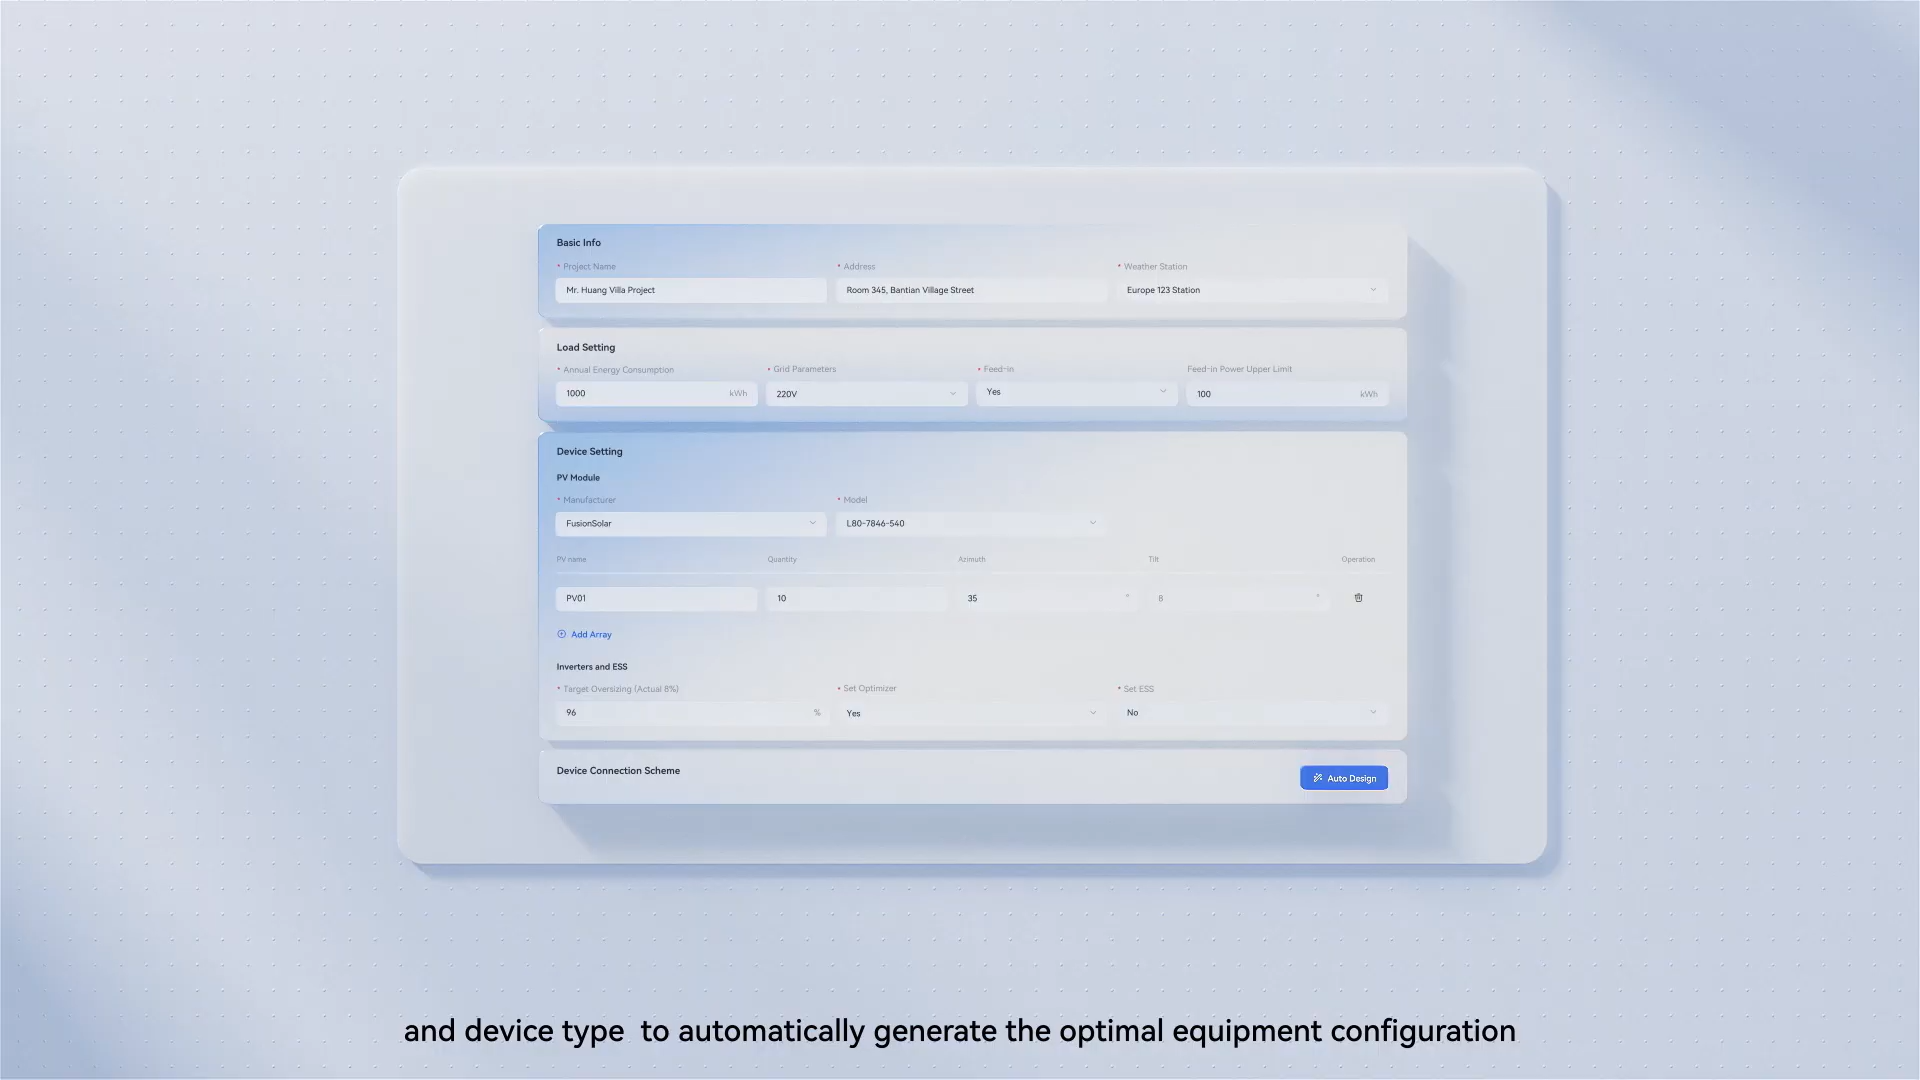 Basic Info
* Project Name * Address * Weather Station
Mr. Huang Villa Project Room 345, Bantian Village Street Europe 123 Station
Load Setting
* Annual Energy Consumption * Grid Parameters * Feed-in Feed-in Power Upper Limit
1000 kWh 220V Yes 100 kWh
Device Setting
PV Module
* Manufacturer * Model
FusionSolar L80-7846-540
PV name Quantity Azimuth Tilt Operation
PV01 10 35 ° 8 °
Add Array
Inverters and ESS
* Target Oversizing (Actual 8%) * Set Optimizer * Set ESS
96 % Yes No
Device Connection Scheme Auto Design
and device type to automatically generate the optimal equipment configuration